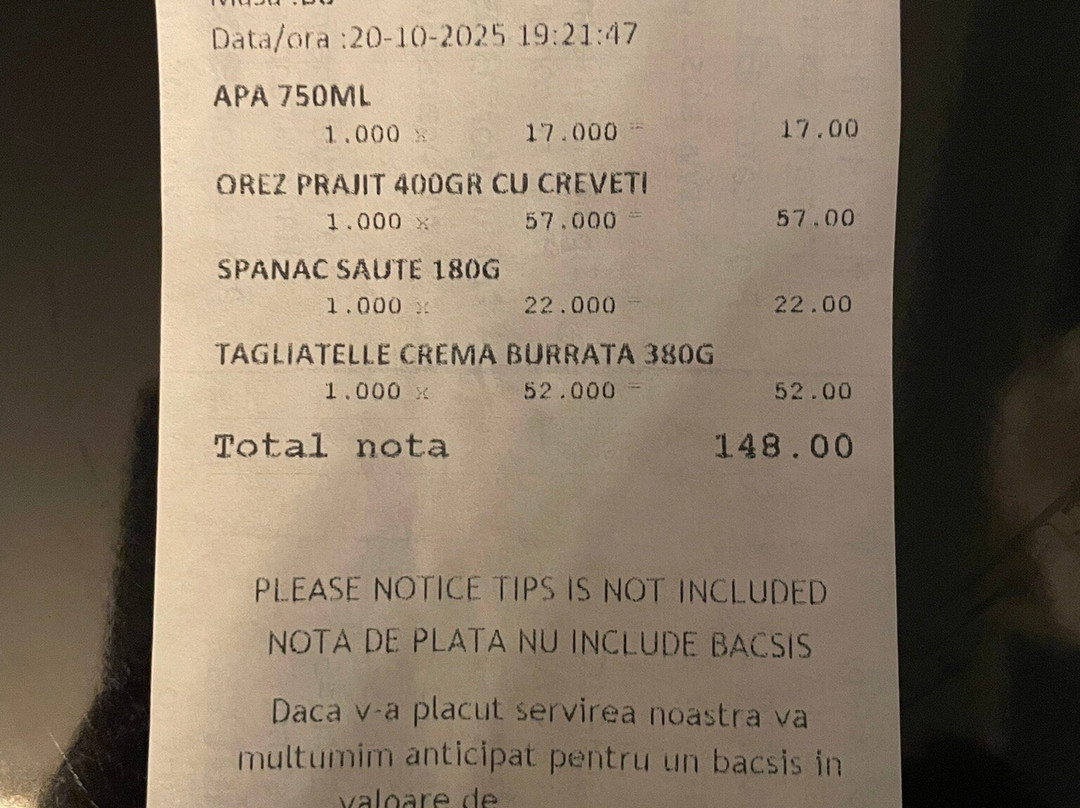 Data/ora :20-10-2025 19:21:47
APA 750ML
1.000 x 17.000 = 17.00
OREZ PRAJIT 400GR CU CREVETI
1.000 x 57.000 = 57.00
SPANAC SAUTE 180G
1.000 x 22.000 = 22.00
TAGLIATELLE CREMA BURRATA 380G
1.000 x 52.000 = 52.00
Total nota 148.00
PLEASE NOTICE TIPS IS NOT INCLUDED
NOTA DE PLATA NU INCLUDE BACSIS
Daca v-a placut servirea noastra va
multumim anticipat pentru un bacsis in
valoare de